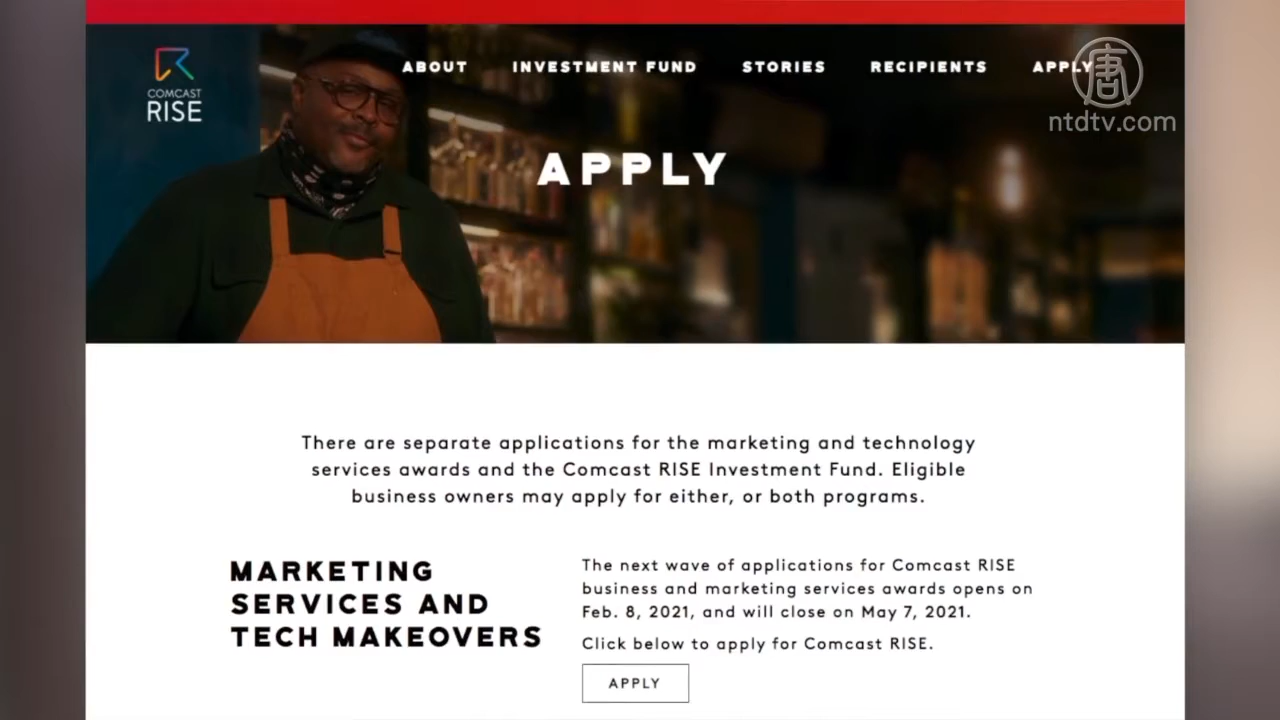 COMCAST
RISE
ABOUT
INVESTMENT FUND
STORIES
RECIPIENTS
APPLY
唐
ntdtv.com
APPLY
There are separate applications for the marketing and technology
services awards and the Comcast RISE Investment Fund. Eligible
business owners may apply for either, or both programs.
MARKETING
SERVICES AND
TECH MAKEOVERS
The next wave of applications for Comcast RISE
business and marketing services awards opens on
Feb. 8, 2021, and will close on May 7, 2021.
Click below to apply for Comcast RISE.
APPLY